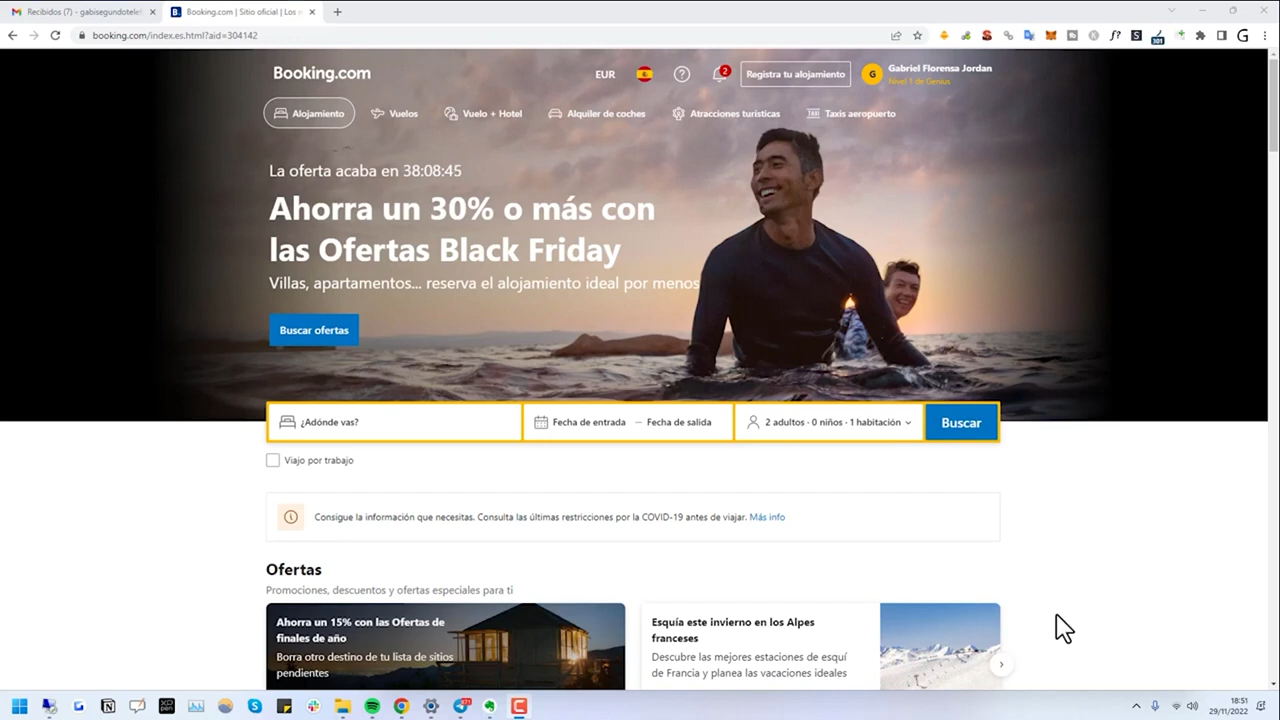 Recibidos (7) - gabisegundotele
Booking.com | Sitio oficial | Los
booking.com/index.es.html?aid=304142
Booking.com
EUR
2
Registra tu alojamiento
G
Gabriel Florensa Jordan
Nivel 1 de Genius
Alojamiento
Vuelos
Vuelo + Hotel
Alquiler de coches
Atracciones turísticas
TAXI
Taxis aeropuerto
La oferta acaba en 38:08:45
Ahorra un 30% o más con
las Ofertas Black Friday
Villas, apartamentos... reserva el alojamiento ideal por menos
Buscar ofertas
¿Adónde vas?
Fecha de entrada — Fecha de salida
2 adultos · 0 niños · 1 habitación
Buscar
Viajo por trabajo
Consigue la información que necesitas. Consulta las últimas restricciones por la COVID-19 antes de viajar. Más info
Ofertas
Promociones, descuentos y ofertas especiales para ti
Ahorra un 15% con las Ofertas de
finales de año
Borra otro destino de tu lista de sitios
pendientes
Esquía este invierno en los Alpes
franceses
Descubre las mejores estaciones de esquí
de Francia y planea las vacaciones ideales
18:51
29/11/2022